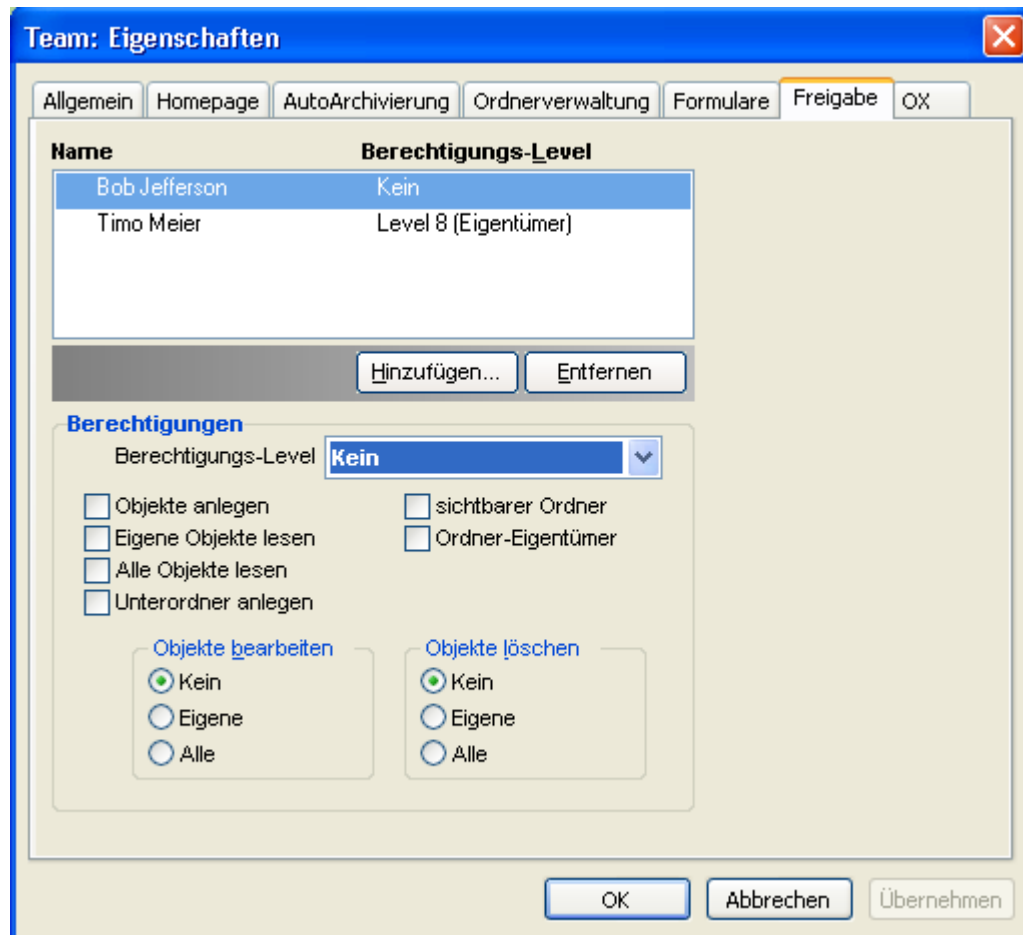 Team: Eigenschaften
Allgemein Homepage AutoArchivierung Ordnerverwaltung Formulare Freigabe OX
Name Berechtigungs-Level
Bob Jefferson Kein
Timo Meier Level 8 (Eigentümer)
Hinzufügen... Entfernen
Berechtigungen
Berechtigungs-Level Kein
Objekte anlegen sichtbarer Ordner
Eigene Objekte lesen Ordner-Eigentümer
Alle Objekte lesen
Unterordner anlegen
Objekte bearbeiten Objekte löschen
Kein Kein
Eigene Eigene
Alle Alle
OK Abbrechen Übernehmen